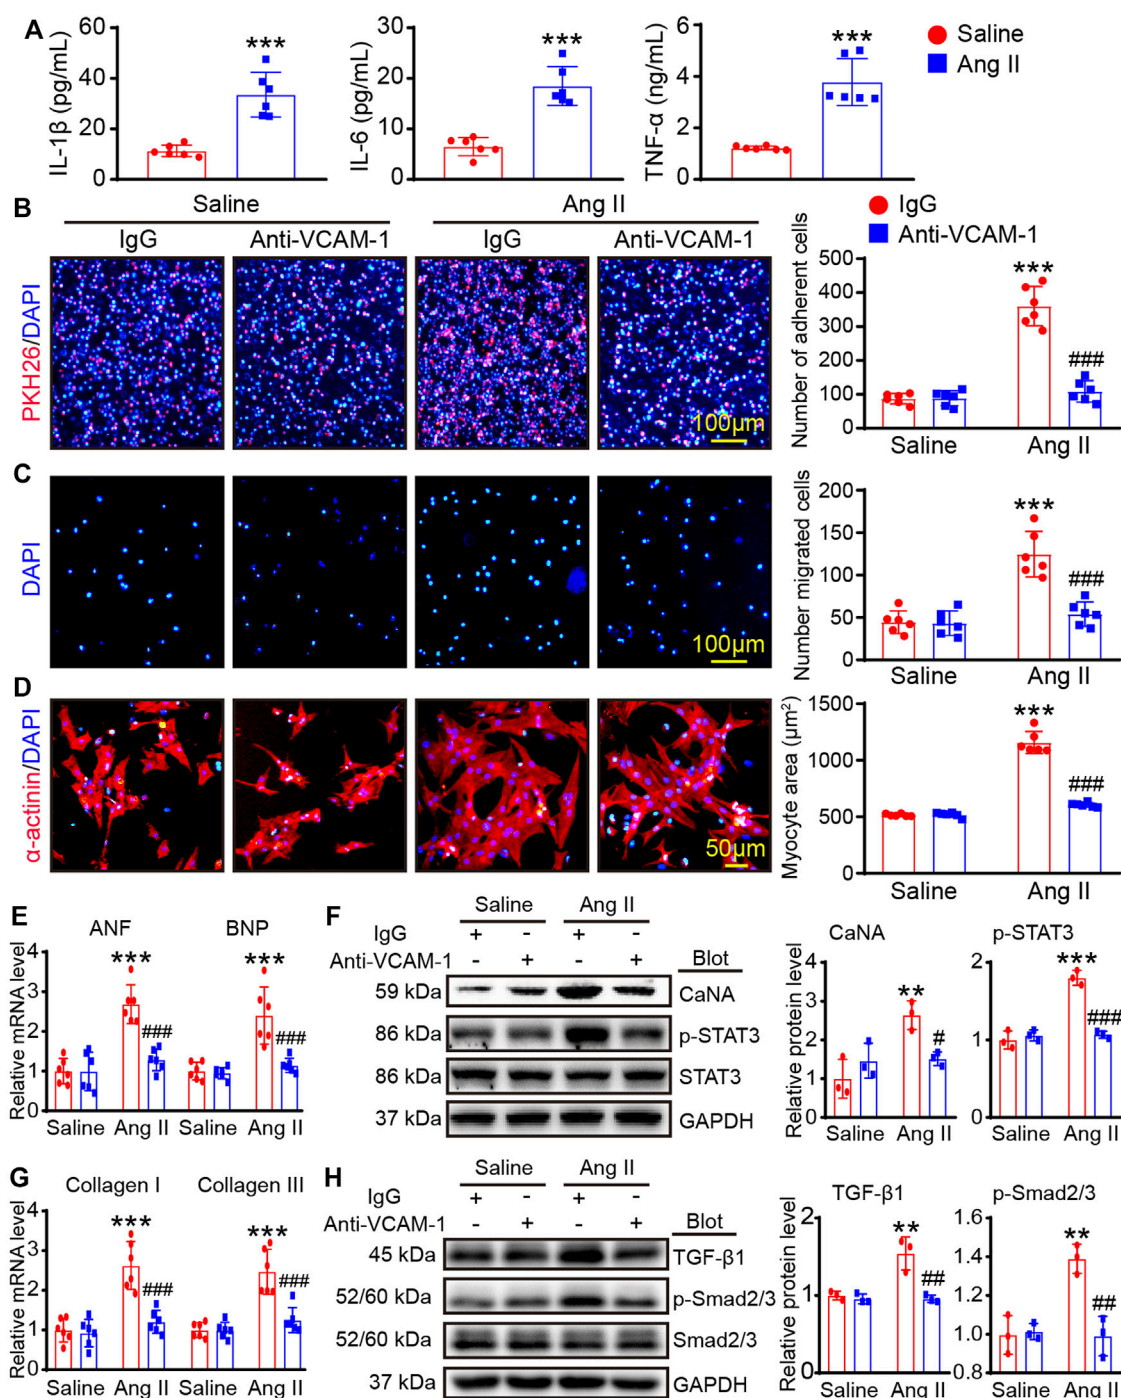 A
IL-1β (pg/mL)
60
40
20
0
***
IL-6 (pg/mL)
30
20
10
0
***
TNF-α (ng/mL)
6
4
2
0
***
Saline
Ang II
B
Saline
Ang II
IgG
Anti-VCAM-1
IgG
Anti-VCAM-1
PKH26/DAPI
100μm
IgG
Anti-VCAM-1
Number of adherent cells
500
400
300
200
100
0
***
###
Saline
Ang II
C
DAPI
100μm
Number migrated cells
200
150
100
50
0
***
###
Saline
Ang II
D
α-actinin/DAPI
50μm
Myocyte area (μm²)
1500
1000
500
0
***
###
Saline
Ang II
E
ANF
BNP
Relative mRNA level
4
3
2
1
0
***
###
***
###
Saline Ang II Saline Ang II
F
Saline
Ang II
IgG + - + -
Anti-VCAM-1 - + - +
Blot
59 kDa CaNA
86 kDa p-STAT3
86 kDa STAT3
37 kDa GAPDH
CaNA
Relative protein level
4
3
2
1
0
**
#
Saline Ang II
p-STAT3
2
1
0
***
###
Saline Ang II
G
Collagen I
Collagen III
Relative mRNA level
4
3
2
1
0
***
###
***
###
Saline Ang II Saline Ang II
H
Saline
Ang II
IgG + - + -
Anti-VCAM-1 - + - +
Blot
45 kDa TGF-β1
52/60 kDa p-Smad2/3
52/60 kDa Smad2/3
37 kDa GAPDH
TGF-β1
Relative protein level
2
1
0
**
##
Saline Ang II
p-Smad2/3
1.6
1.4
1.2
1.0
0.8
**
##
Saline Ang II